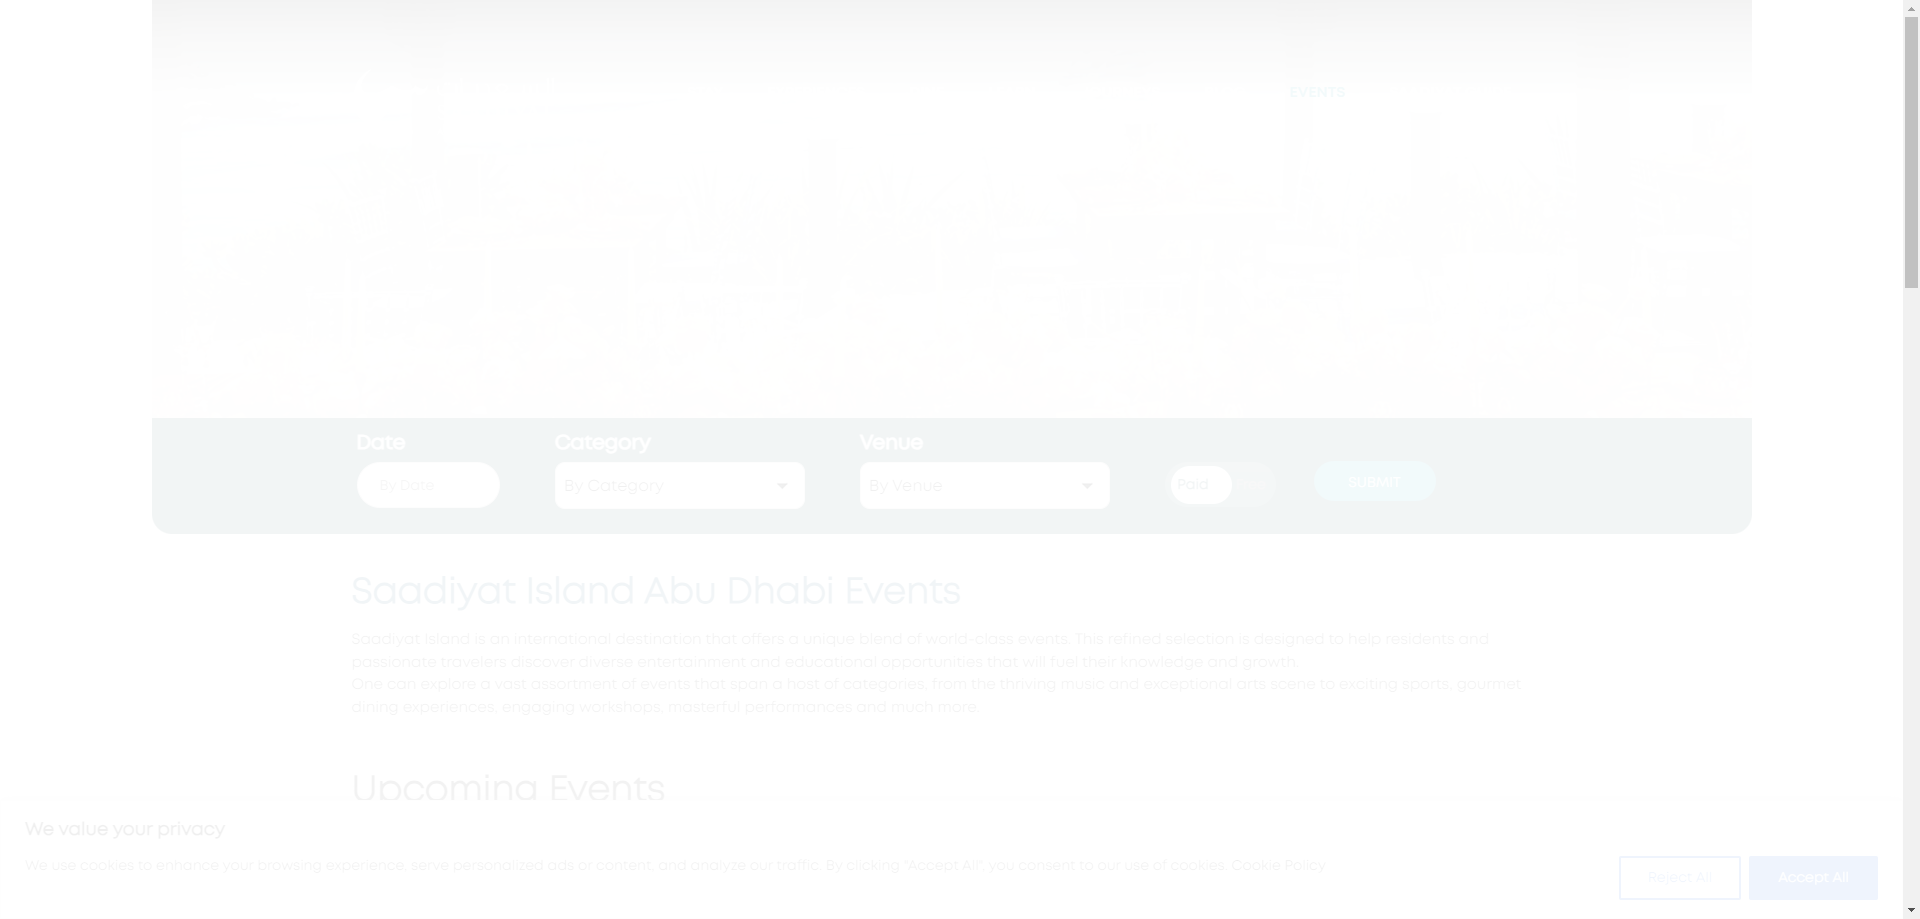 EVENTS
Date
Category
Venue
By Date
By Category
By Venue
Paid
SUBMIT
Saadiyat Island Abu Dhabi Events
Saadiyat Island is an international destination that offers a unique blend of world-class events. This refined selection is designed to help residents and
passionate travelers discover diverse entertainment and educational opportunities that will fuel their knowledge and growth.
One can explore a vast assortment of events that span a host of categories; from the thriving music and exceptional arts scene to exciting sports, gourmet
dining experiences, engaging workshops, masterful performances and much more.
Upcoming Events
We value your privacy
We use cookies to enhance your browsing experience, serve personalized ads or content, and analyze our traffic. By clicking "Accept All", you consent to our use of cookies. Cookie Policy
Reject All
Accept All